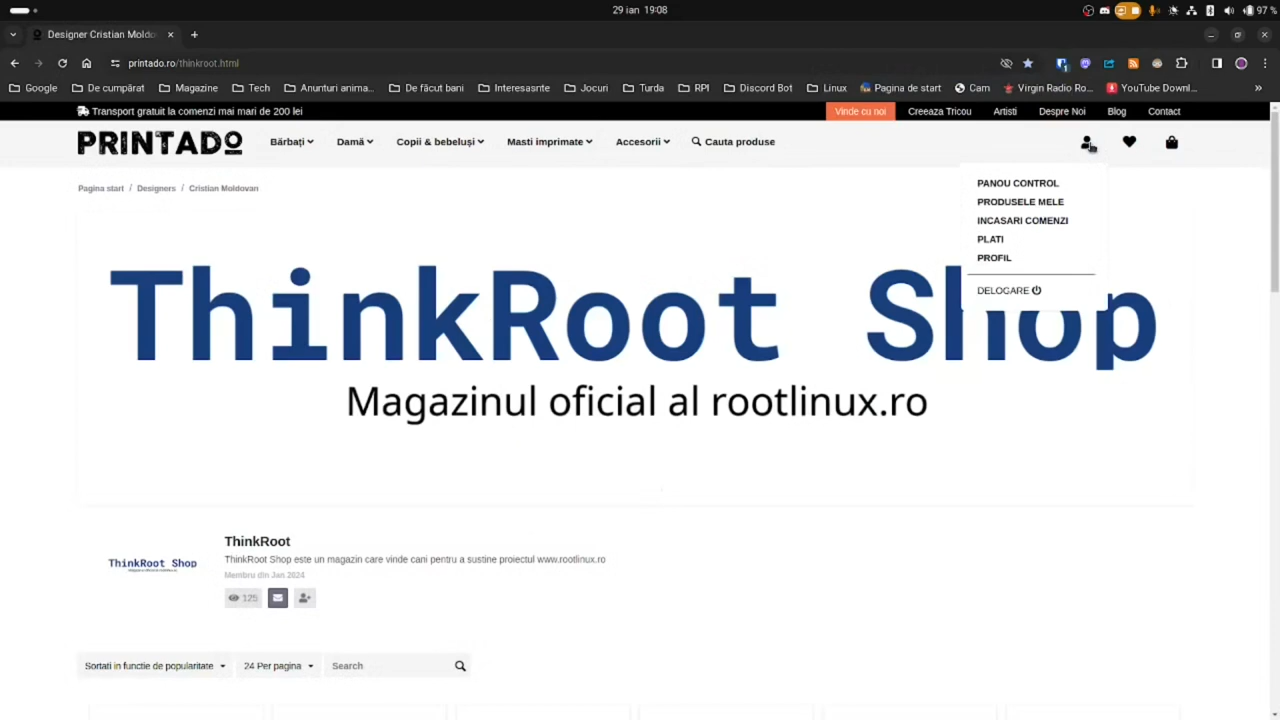 29 ian 19:08
97 %
Designer Cristian Moldo
printado.ro/thinkroot.html
Google De cumpărat Magazine Tech Anunturi anima... De făcut bani Interesasnte Jocuri Turda RPI Discord Bot Linux Pagina de start Cam Virgin Radio Ro... YouTube Downl... »
Transport gratuit la comenzi mai mari de 200 lei
Vinde cu noi Creeaza Tricou Artisti Despre Noi Blog Contact
PRINTADO Bărbați Damă Copii & bebeluși Masti imprimate Accesorii Cauta produse
Pagina start / Designers / Cristian Moldovan
PANOU CONTROL
PRODUSELE MELE
INCASARI COMENZI
PLATI
PROFIL
DELOGARE
ThinkRoot Shop
Magazinul oficial al rootlinux.ro
ThinkRoot Shop
ThinkRoot
ThinkRoot Shop este un magazin care vinde cani pentru a sustine proiectul www.rootlinux.ro
Membru din Jan 2024
125
Sortati in functie de popularitate 24 Per pagina Search